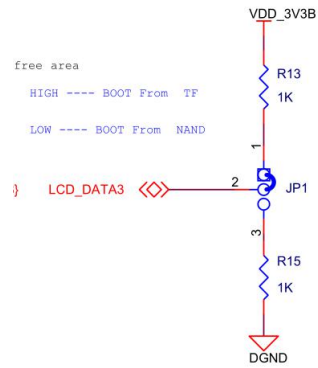 VDD_3V3B
free area
R13
HIGH ---- BOOT From TF
1K
LOW ---- BOOT From NAND
1
} LCD_DATA3
2
JP1
3
R15
1K
DGND